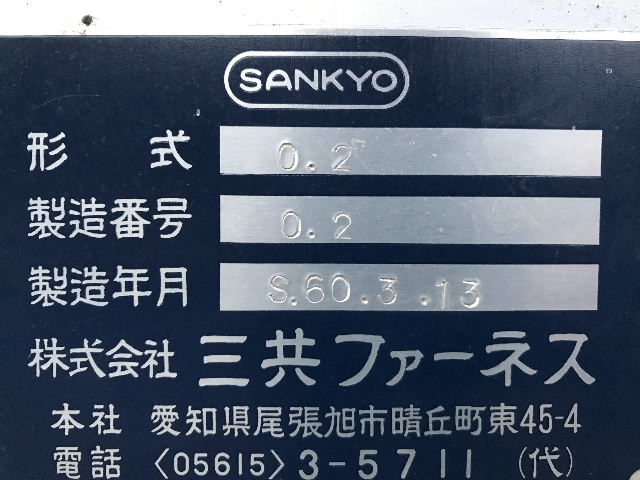 SANKYO
形式 0.2
製造番号 0.2
製造年月 S.60.3.13
株式会社 三共ファーネス
本社 愛知県尾張旭市晴丘町東45-4
電話 〈05615〉3-5711 (代)